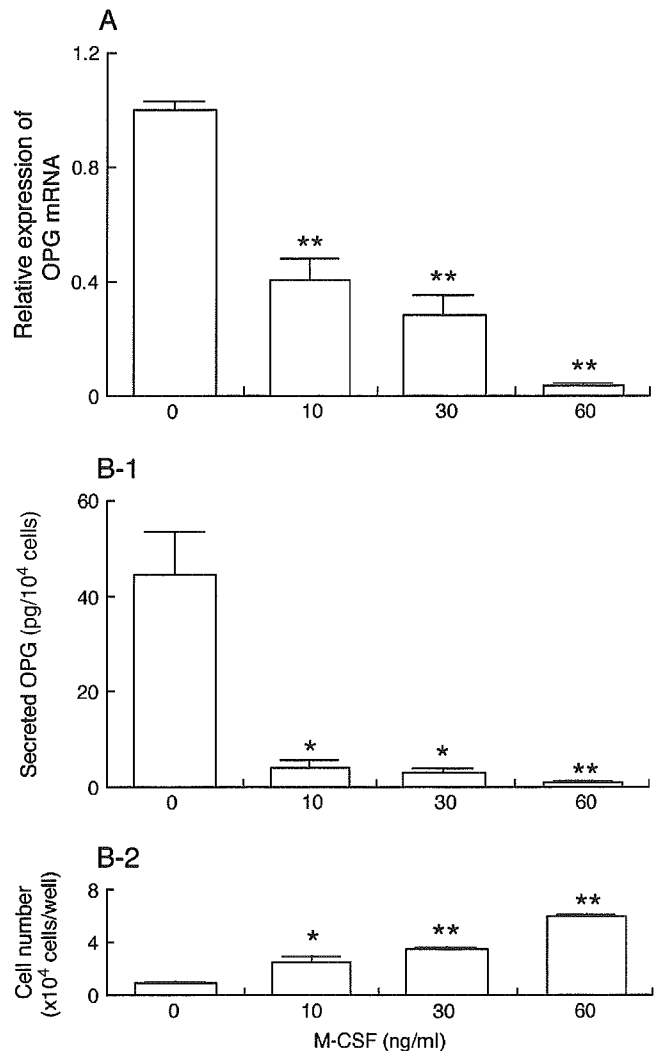 A
Relative expression of
OPG mRNA
1.2
0.8
0.4
0
**
**
**
0 10 30 60
B-1
Secreted OPG (pg/10⁴ cells)
60
40
20
0
*
*
**
0 10 30 60
B-2
Cell number
(x10⁴ cells/well)
8
4
0
*
**
**
0 10 30 60
M-CSF (ng/ml)